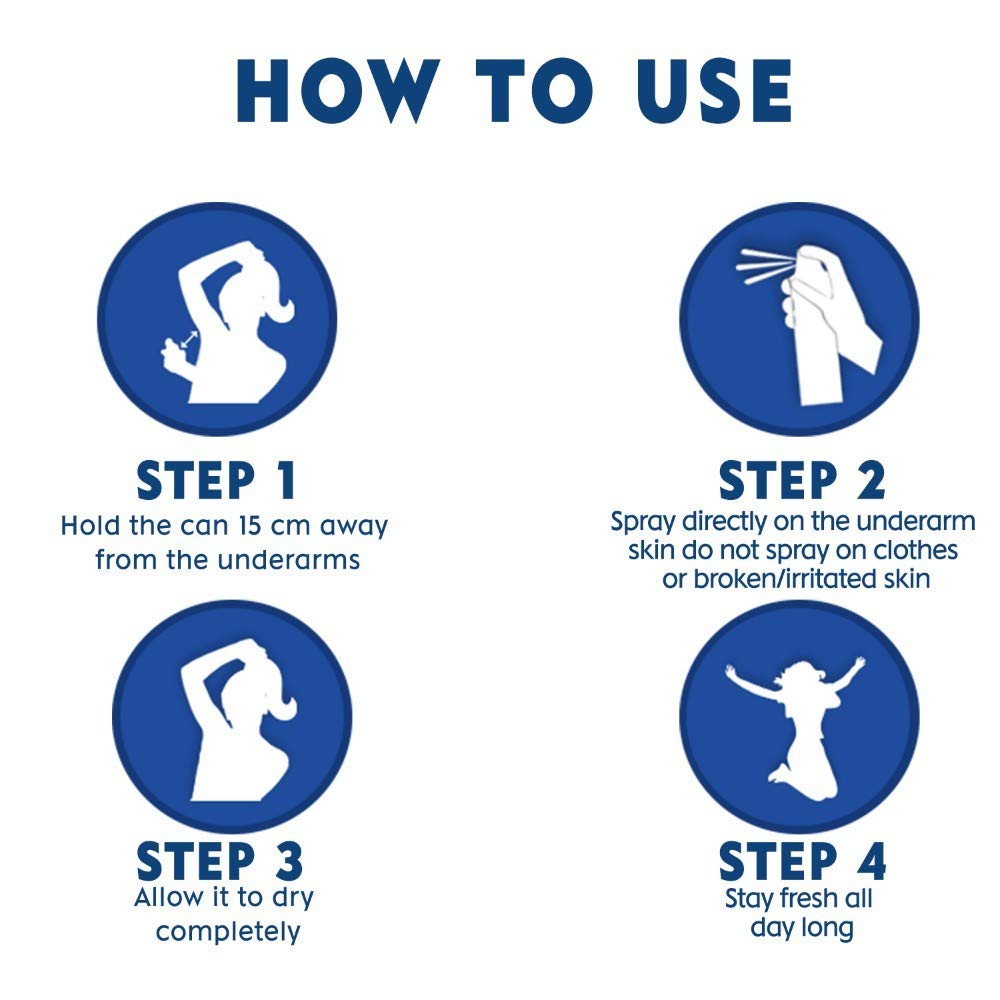 HOW TO USE
STEP 1
Hold the can 15 cm away
from the underarms
STEP 2
Spray directly on the underarm
skin do not spray on clothes
or broken/irritated skin
STEP 3
Allow it to dry
completely
STEP 4
Stay fresh all
day long